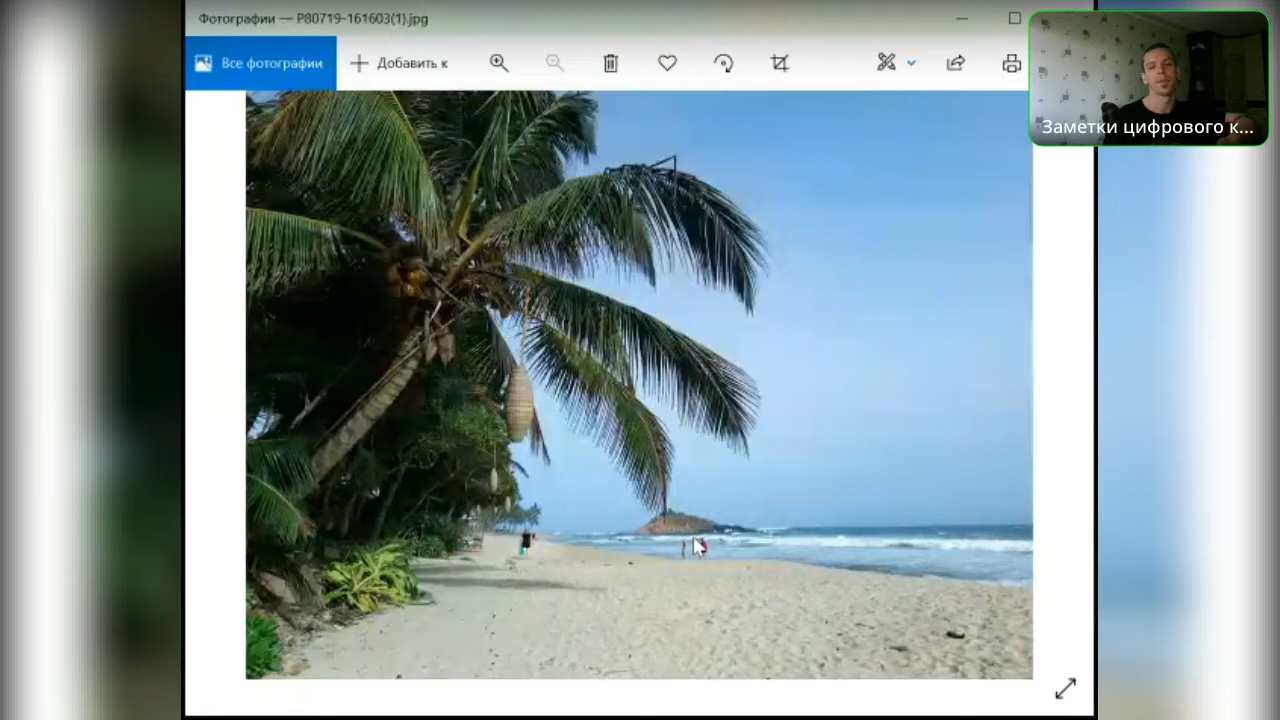 Фотографии — P80719-161603(1).jpg
Все фотографии
Добавить к
Заметки цифрового к...